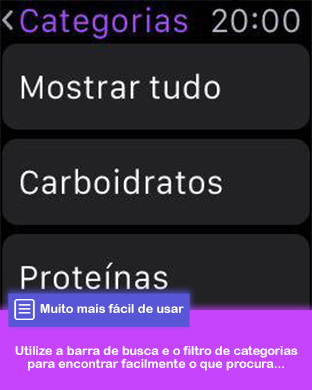 Categorias 20:00
Mostrar tudo
Carboidratos
Proteínas
Muito mais fácil de usar
Utilize a barra de busca e o filtro de categorias
para encontrar facilmente o que procura...